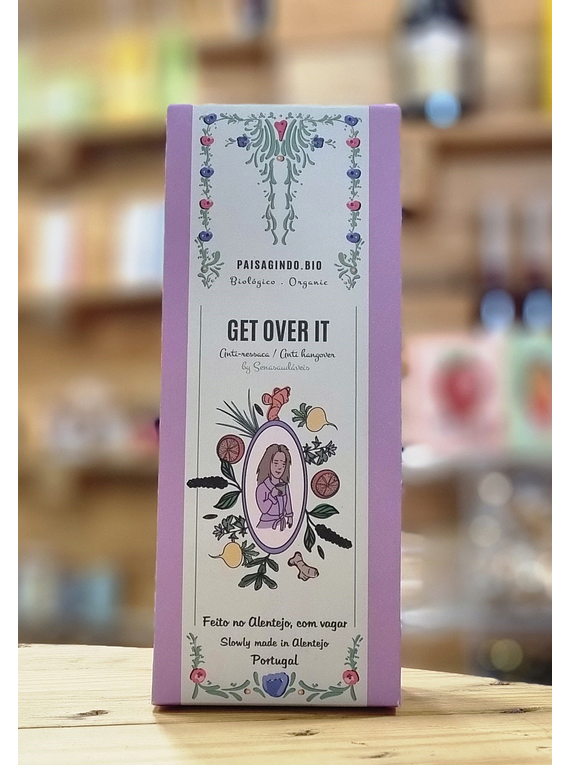 PAISAGINDO.BIO
Biológico . Organic
GET OVER IT
Anti-ressaca / Anti hangover
by Sensasaudáveis
Feito no Alentejo, com vagar
Slowly made in Alentejo
Portugal